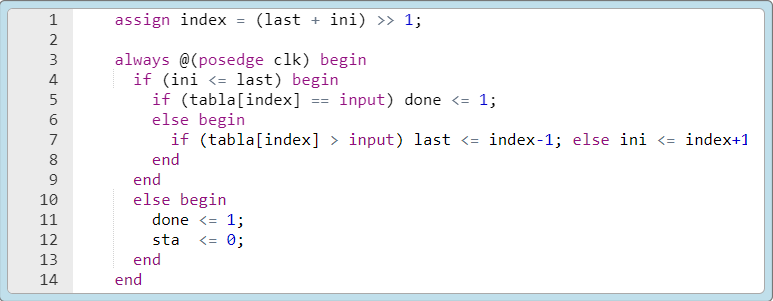 1 assign index = (last + ini) >> 1;
2
3 always @(posedge clk) begin
4 if (ini <= last) begin
5 if (tabla[index] == input) done <= 1;
6 else begin
7 if (tabla[index] > input) last <= index-1; else ini <= index+1
8 end
9 end
10 else begin
11 done <= 1;
12 sta <= 0;
13 end
14 end